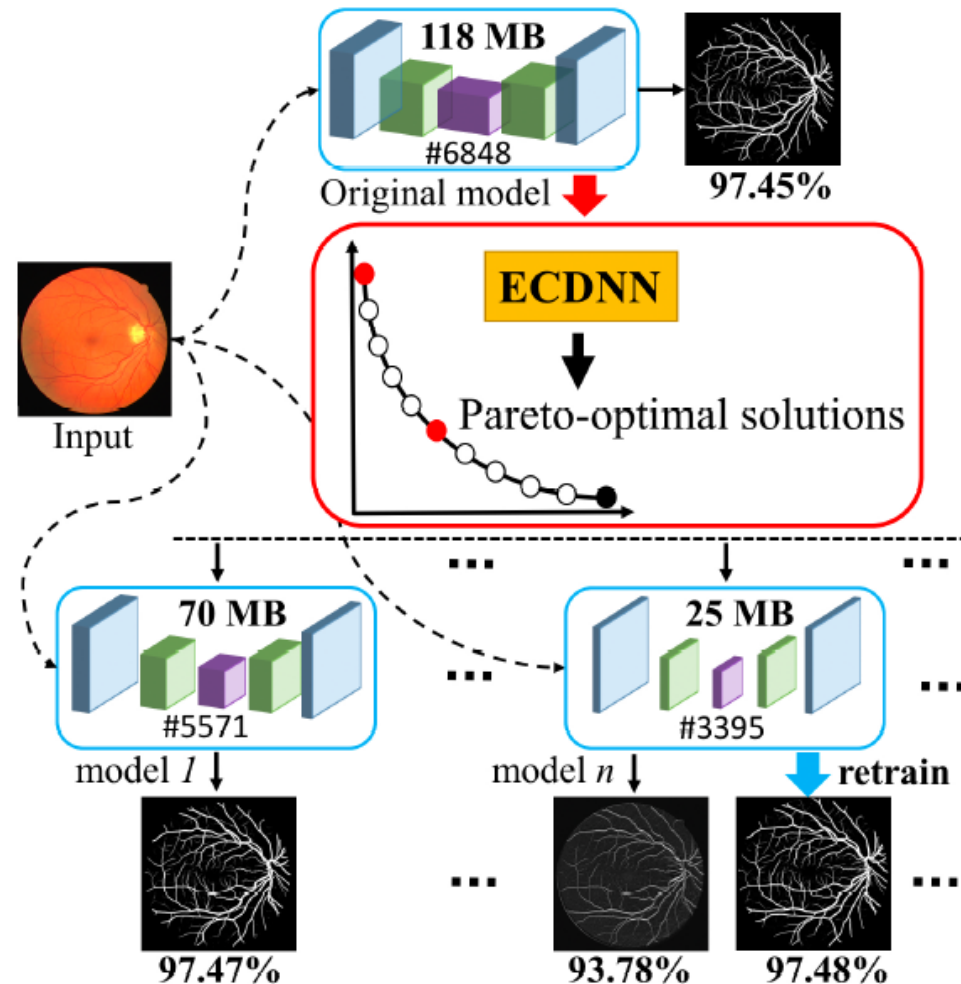 118 MB
#6848
Original model
97.45%
ECDNN
Pareto-optimal solutions
Input
...
...
70 MB
#5571
model 1
97.47%
...
25 MB
#3395
model n
retrain
...
...
93.78%
97.48%
...